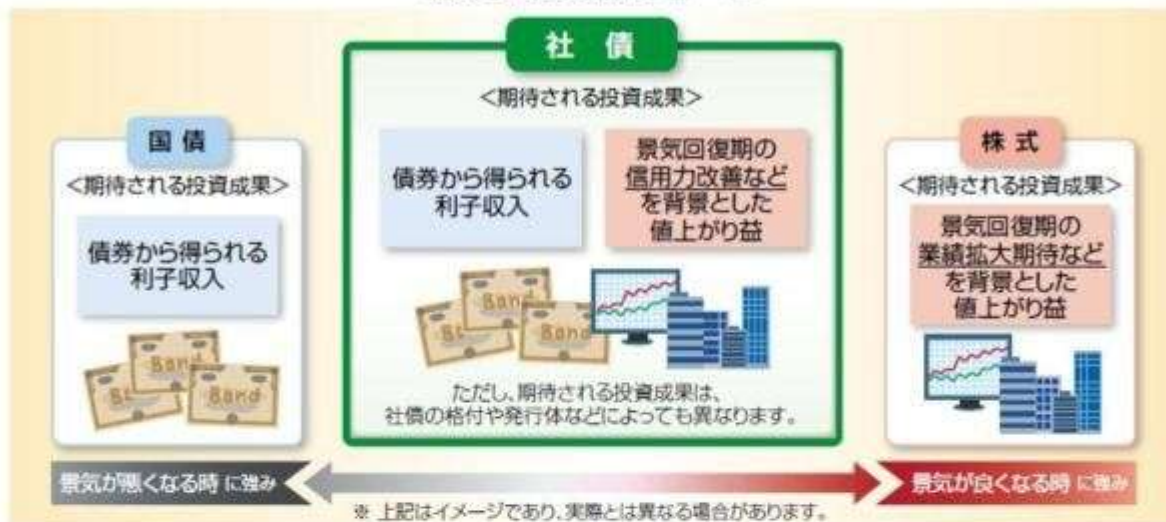 社債
<期待される投資成果>
債券から得られる
利子収入
景気回復期の
信用力改善など
を背景とした
値上がり益
Bond
Bond
Bond
ただし、期待される投資成果は、
社債の格付や発行体などによっても異なります。
国債
<期待される投資成果>
債券から得られる
利子収入
Bond
Bond
株式
<期待される投資成果>
景気回復期の
業績拡大期待など
を背景とした
値上がり益
景気が悪くなる時 に強み
景気が良くなる時 に強み
※ 上記はイメージであり、実際とは異なる場合があります。